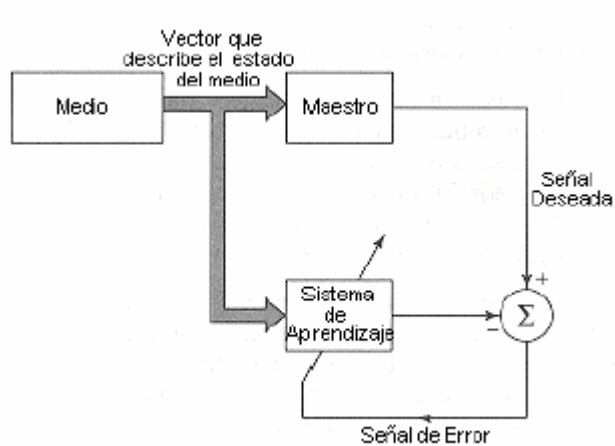 Vector que
describe el estado
del medio
Medio
Maestro
Señal
Deseada
+
Sistema
de
Aprendizaje
−
Σ
Señal de Error